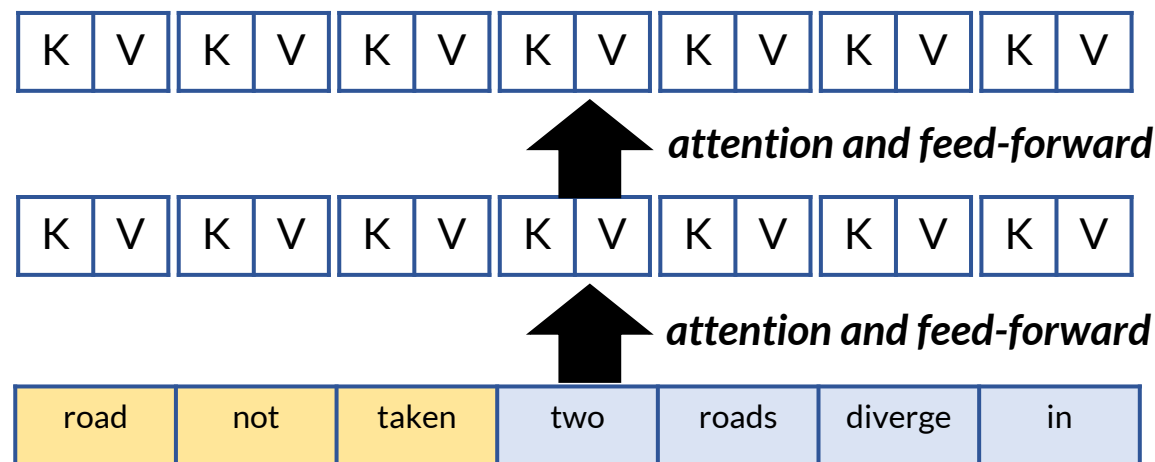 K V K V K V K V K V K V K V
attention and feed-forward
K V K V K V K V K V K V K V
attention and feed-forward
road not taken two roads diverge in